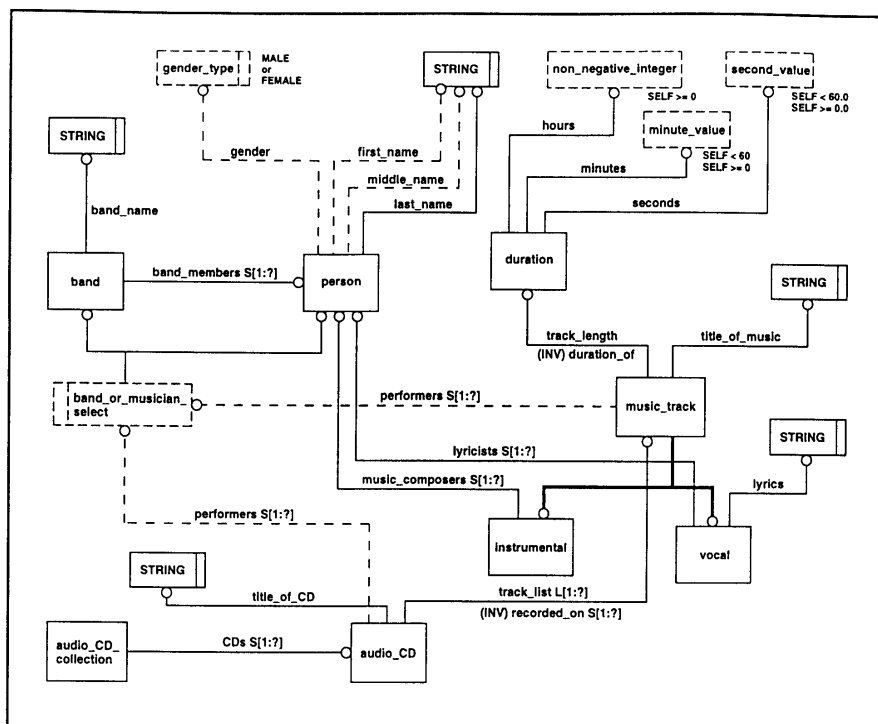 gender_type
MALE
or
FEMALE
STRING
non_negative_integer
SELF >= 0
second_value
SELF < 60.0
SELF >= 0.0
minute_value
SELF < 60
SELF >= 0
STRING
hours
gender
first_name
middle_name
last_name
minutes
seconds
band_name
band
band_members S[1:?]
person
duration
STRING
track_length
(INV) duration_of
title_of_music
band_or_musician_
select
performers S[1:?]
music_track
STRING
lyricists S[1:?]
music_composers S[1:?]
lyrics
performers S[1:?]
instrumental
vocal
STRING
title_of_CD
track_list L[1:?]
(INV) recorded_on S[1:?]
audio_CD_
collection
CDs S[1:?]
audio_CD